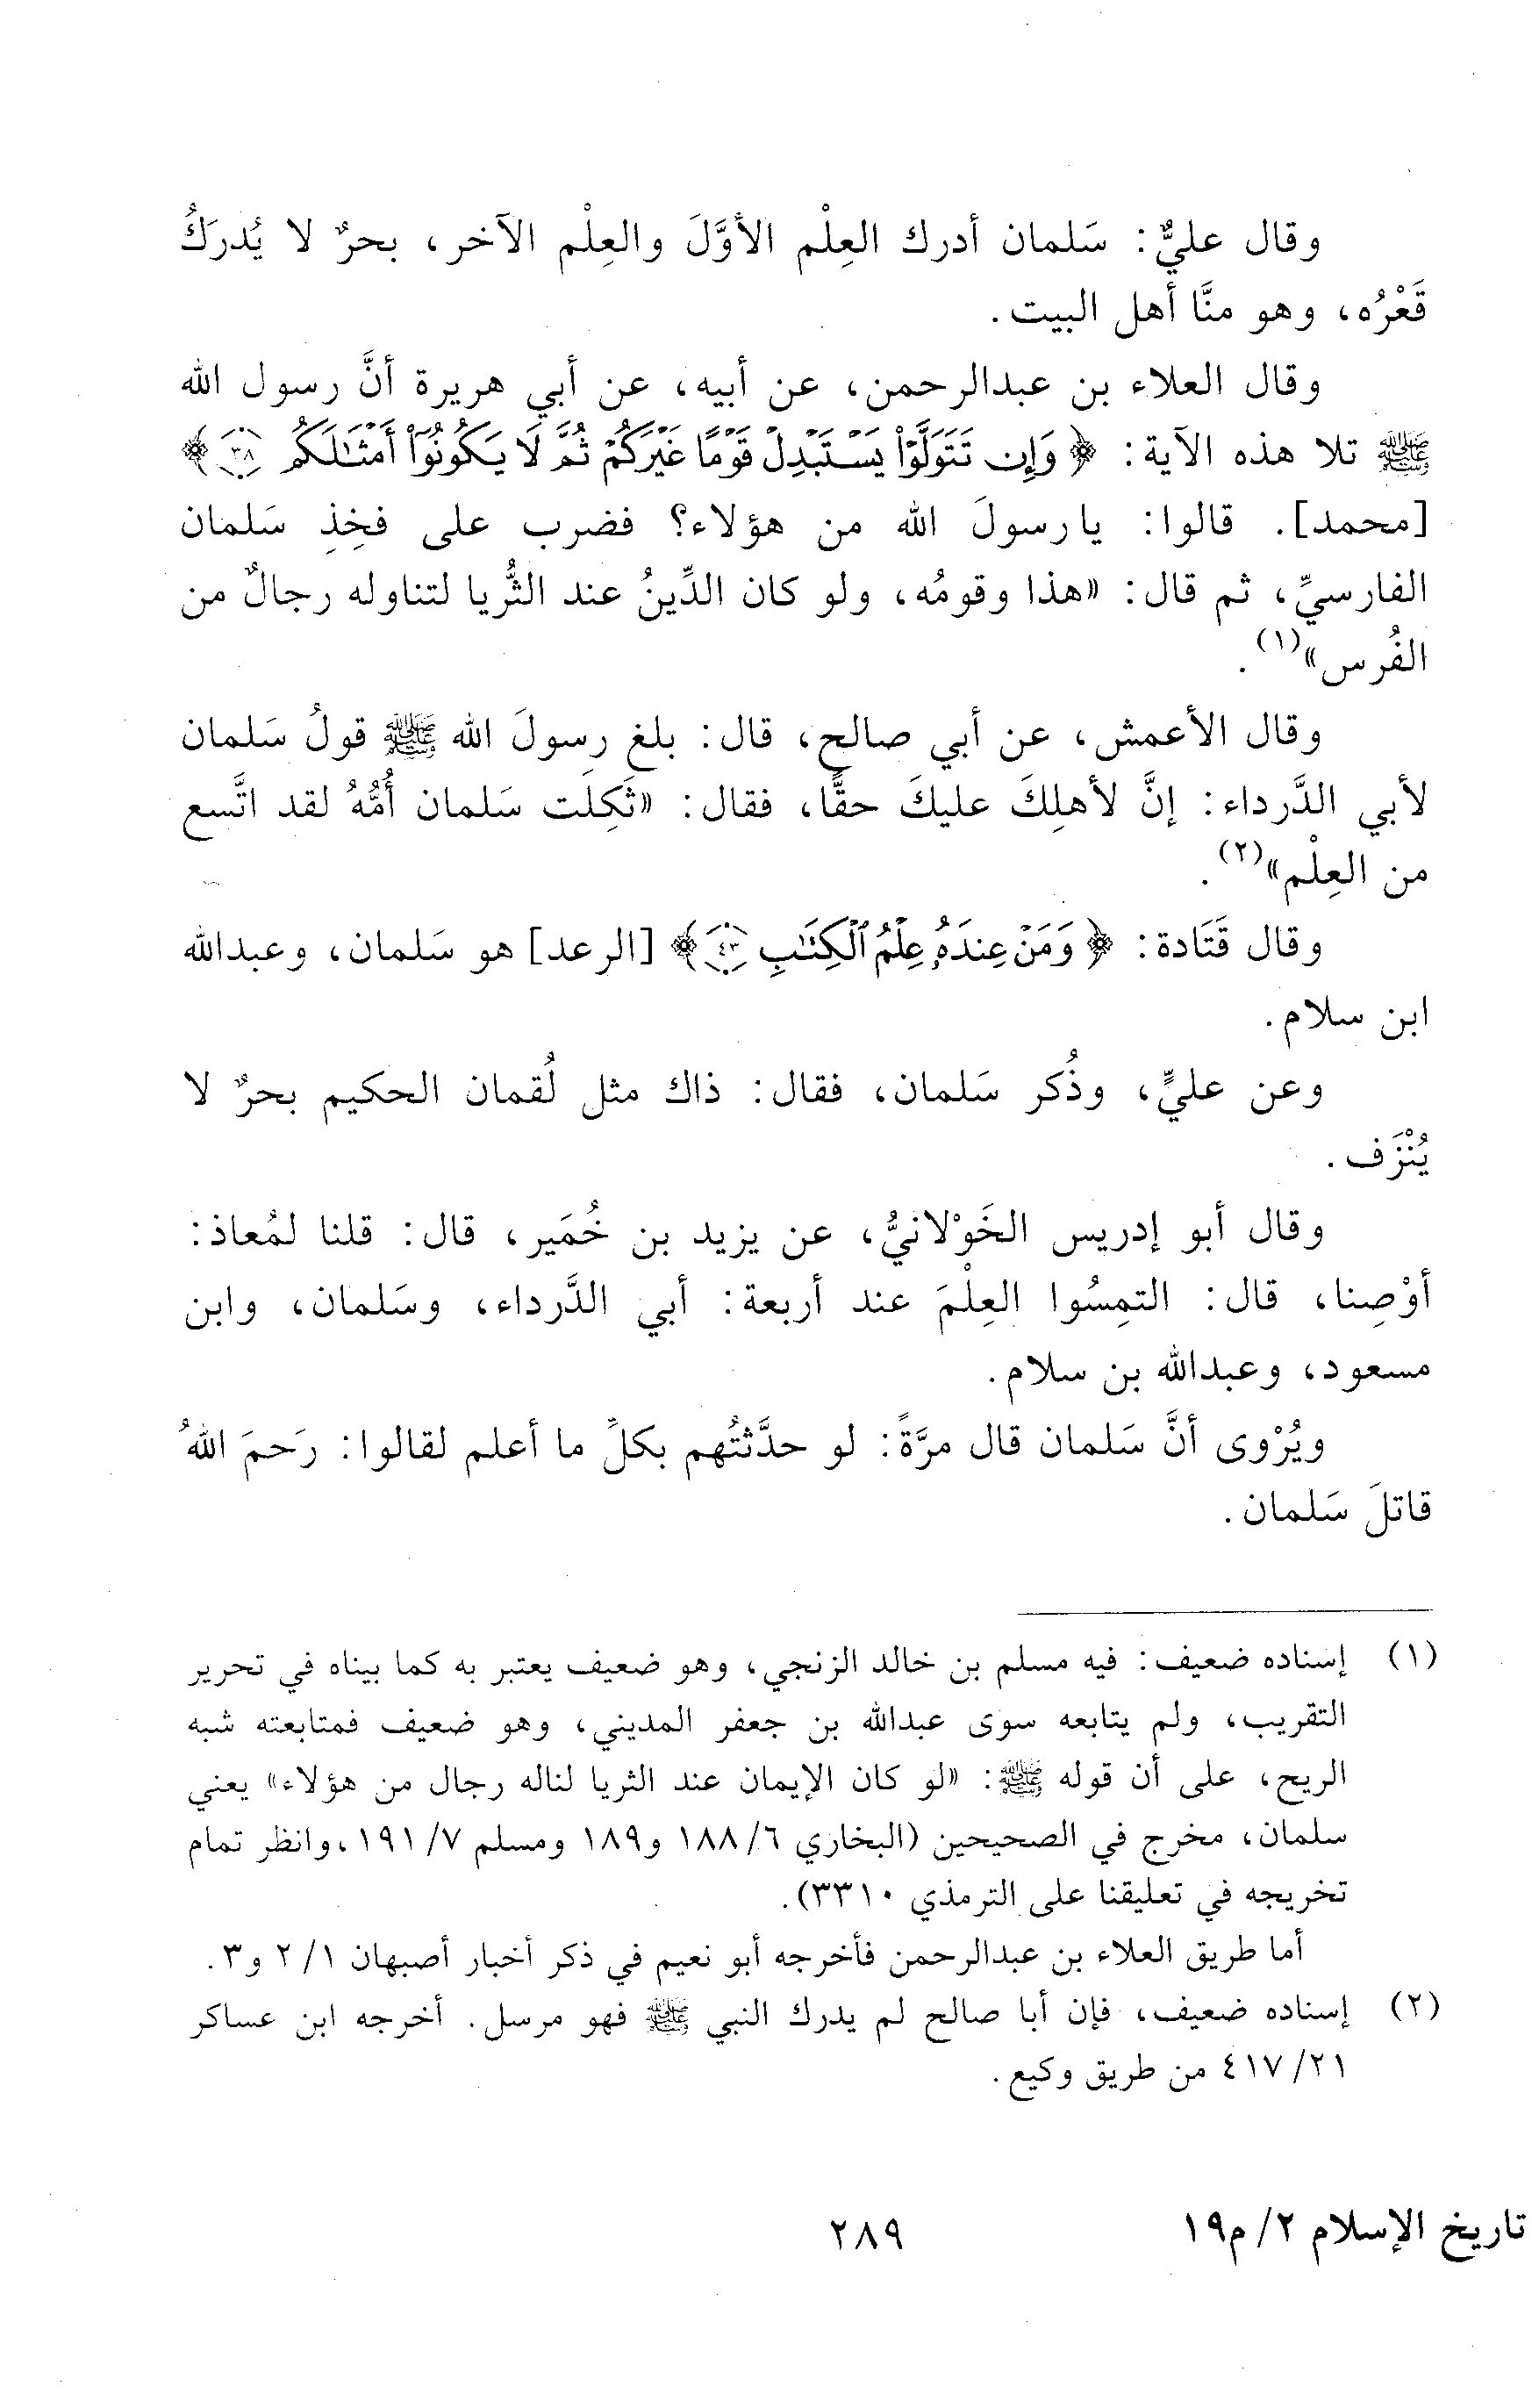 وقال عليٌّ: سَلمان أدرك العِلْم الأوَّلَ والعِلْم الآخر، بحرٌ لا يُدرَكُ
قَعْرُه، وهو منَّا أهل البيت.
وقال العلاء بن عبدالرحمن، عن أبيه، عن أبي هريرة أنَّ رسول الله
ﷺ تلا هذه الآية: ﴿وَإِن تَتَوَلَّوْاْ يَسْتَبْدِلْ قَوْمًا غَيْرَكُمْ ثُمَّ لَا يَكُونُوٓاْ أَمْثَٰلَكُم ٣٨﴾
[محمد]. قالوا: يا رسولَ الله من هؤلاء؟ فضرب على فخِذِ سَلمان
الفارسيِّ، ثم قال: «هذا وقومُه، ولو كان الدِّينُ عند الثُّريا لتناوله رجالٌ من
الفُرس»(١).
وقال الأعمش، عن أبي صالح، قال: بلغ رسولَ الله ﷺ قولُ سَلمان
لأبي الدَّرداء: إنَّ لأهلِكَ عليكَ حقًّا، فقال: «ثَكِلَت سَلمان أُمُّهُ لقد اتَّسع
من العِلْم»(٢).
وقال قَتَادة: ﴿وَمَنْ عِندَهُۥ عِلْمُ ٱلْكِتَٰبِ ٤٣﴾ [الرعد] هو سَلمان، وعبدالله
ابن سلام.
وعن عليٍّ، وذُكر سَلمان، فقال: ذاك مثل لُقمان الحكيم بحرٌ لا
يُنْزَف.
وقال أبو إدريس الخَوْلانيُّ، عن يزيد بن خُمَير، قال: قلنا لمُعاذ:
أوْصِنا، قال: التمِسُوا العِلْمَ عند أربعة: أبي الدَّرداء، وسَلمان، وابن
مسعود، وعبدالله بن سلام.
ويُرْوى أنَّ سَلمان قال مرَّةً: لو حدَّثتُهم بكلِّ ما أعلم لقالوا: رَحمَ اللهُ
قاتلَ سَلمان.
(١) إسناده ضعيف: فيه مسلم بن خالد الزنجي، وهو ضعيف يعتبر به كما بيناه في تحرير
التقريب، ولم يتابعه سوى عبدالله بن جعفر المديني، وهو ضعيف فمتابعته شبه
الريح، على أن قوله ﷺ: «لو كان الإيمان عند الثريا لناله رجال من هؤلاء» يعني
سلمان، مخرج في الصحيحين (البخاري ٦/ ١٨٨ و١٨٩ ومسلم ٧/ ١٩١، وانظر تمام
تخريجه في تعليقنا على الترمذي ٣٣١٠).
أما طريق العلاء بن عبدالرحمن فأخرجه أبو نعيم في ذكر أخبار أصبهان ١/ ٢ و٣.
(٢) إسناده ضعيف، فإن أبا صالح لم يدرك النبي ﷺ فهو مرسل. أخرجه ابن عساكر
٢١/ ٤١٧ من طريق وكيع.
تاريخ الإسلام ٢/ م١٩
٢٨٩